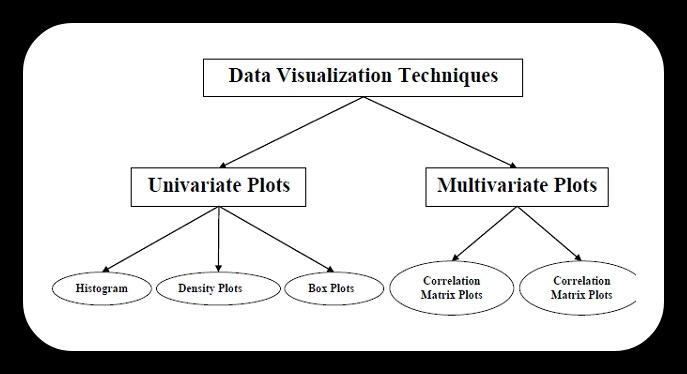 Data Visualization Techniques
Univariate Plots
Multivariate Plots
Histogram
Density Plots
Box Plots
Correlation
Matrix Plots
Correlation
Matrix Plots